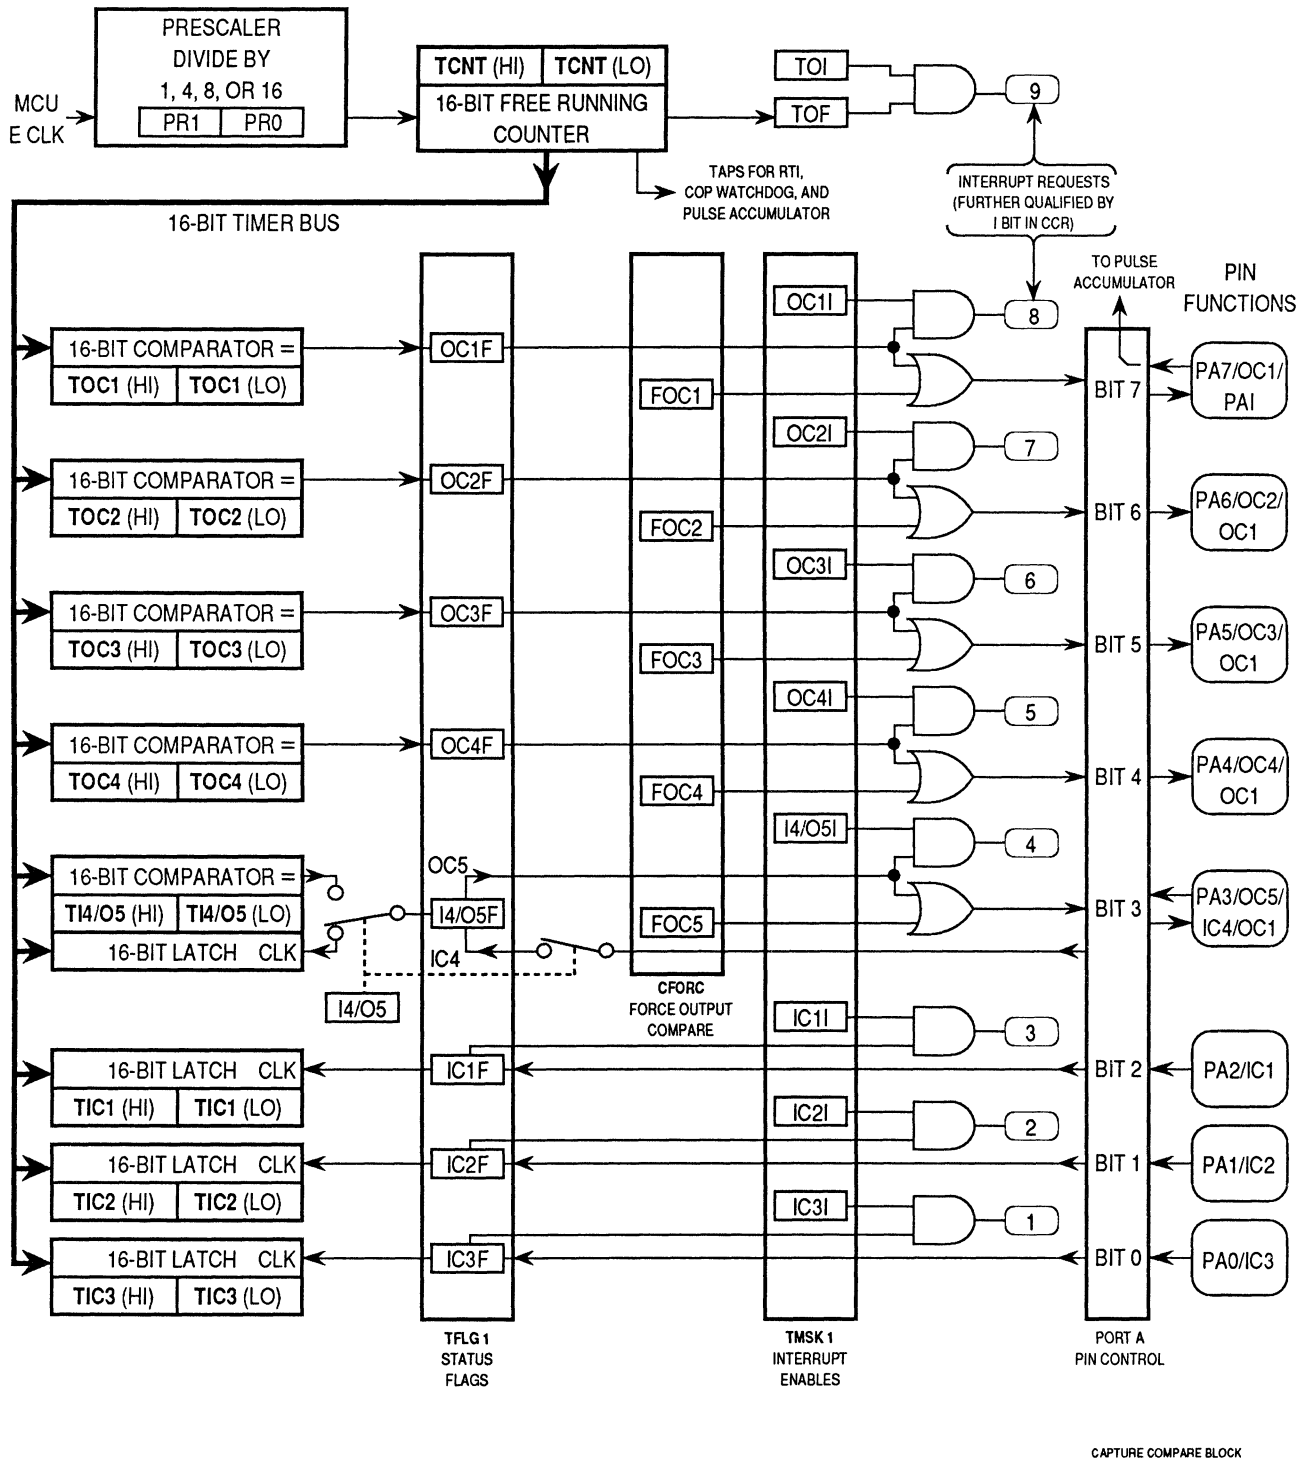 PRESCALER
DIVIDE BY
1, 4, 8, OR 16
PR1 PR0
MCU
E CLK
TCNT (HI) TCNT (LO)
16-BIT FREE RUNNING
COUNTER
TOI
TOF
9
TAPS FOR RTI,
COP WATCHDOG, AND
PULSE ACCUMULATOR
INTERRUPT REQUESTS
(FURTHER QUALIFIED BY
I BIT IN CCR)
16-BIT TIMER BUS
TO PULSE
ACCUMULATOR
PIN
FUNCTIONS
OC1I
8
16-BIT COMPARATOR =
TOC1 (HI) TOC1 (LO)
OC1F
FOC1
BIT 7
PA7/OC1/
PAI
OC2I
7
16-BIT COMPARATOR =
TOC2 (HI) TOC2 (LO)
OC2F
FOC2
BIT 6
PA6/OC2/
OC1
OC3I
6
16-BIT COMPARATOR =
TOC3 (HI) TOC3 (LO)
OC3F
FOC3
BIT 5
PA5/OC3/
OC1
OC4I
5
16-BIT COMPARATOR =
TOC4 (HI) TOC4 (LO)
OC4F
FOC4
BIT 4
PA4/OC4/
OC1
I4/O5I
4
16-BIT COMPARATOR =
TI4/O5 (HI) TI4/O5 (LO)
16-BIT LATCH CLK
OC5
I4/O5F
IC4
I4/O5
FOC5
BIT 3
PA3/OC5/
IC4/OC1
CFORC
FORCE OUTPUT
COMPARE
IC1I
3
16-BIT LATCH CLK
TIC1 (HI) TIC1 (LO)
IC1F
BIT 2
PA2/IC1
IC2I
2
16-BIT LATCH CLK
TIC2 (HI) TIC2 (LO)
IC2F
BIT 1
PA1/IC2
IC3I
1
16-BIT LATCH CLK
TIC3 (HI) TIC3 (LO)
IC3F
BIT 0
PA0/IC3
TFLG 1
STATUS
FLAGS
TMSK 1
INTERRUPT
ENABLES
PORT A
PIN CONTROL
CAPTURE COMPARE BLOCK